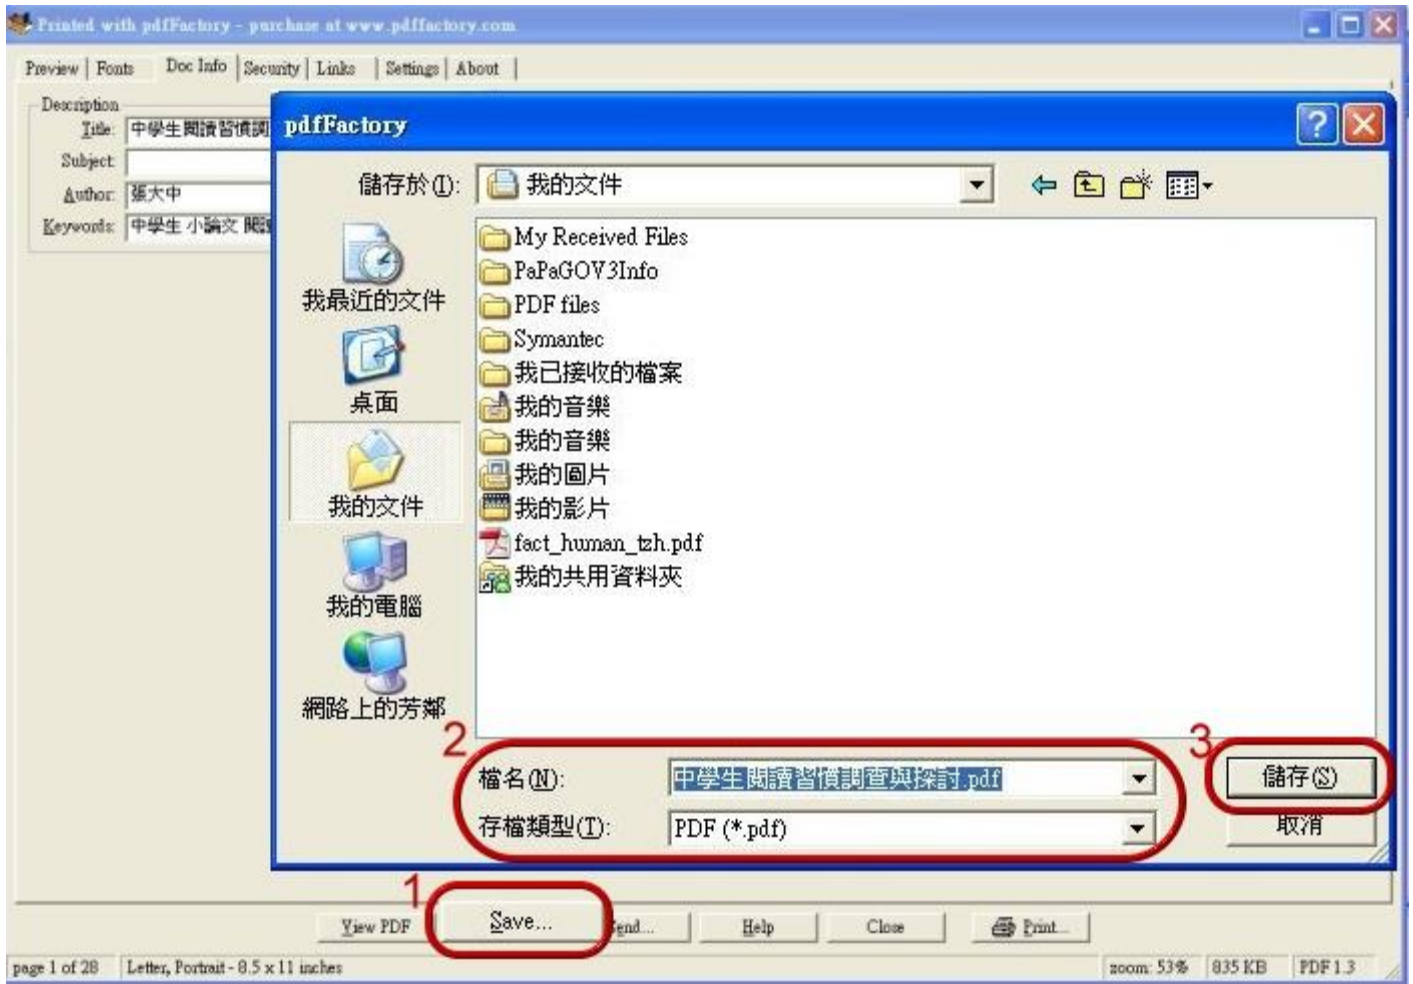 Printed with pdfFactory - purchase at www.pdffactory.com
Preview Fonts Doc Info Security Links Settings About
Description
Title: 中學生閱讀習慣調
Subject:
Author: 張大中
Keywords: 中學生 小論文
pdfFactory
儲存於(I): 我的文件
我最近的文件
桌面
我的文件
我的電腦
網路上的芳鄰
My Received Files
PaPaGOV3Info
PDF files
Symantec
我已接收的檔案
我的音樂
我的音樂
我的圖片
我的影片
fact_human_tzh.pdf
我的共用資料夾
2
3
檔名(N): 中學生閱讀習慣調查與探討.pdf
儲存(S)
存檔類型(T): PDF (*.pdf)
取消
1
View PDF Save... Send... Help Close Print...
page 1 of 28 Letter, Portrait - 8.5 x 11 inches zoom: 53% 835 KB PDF 1.3